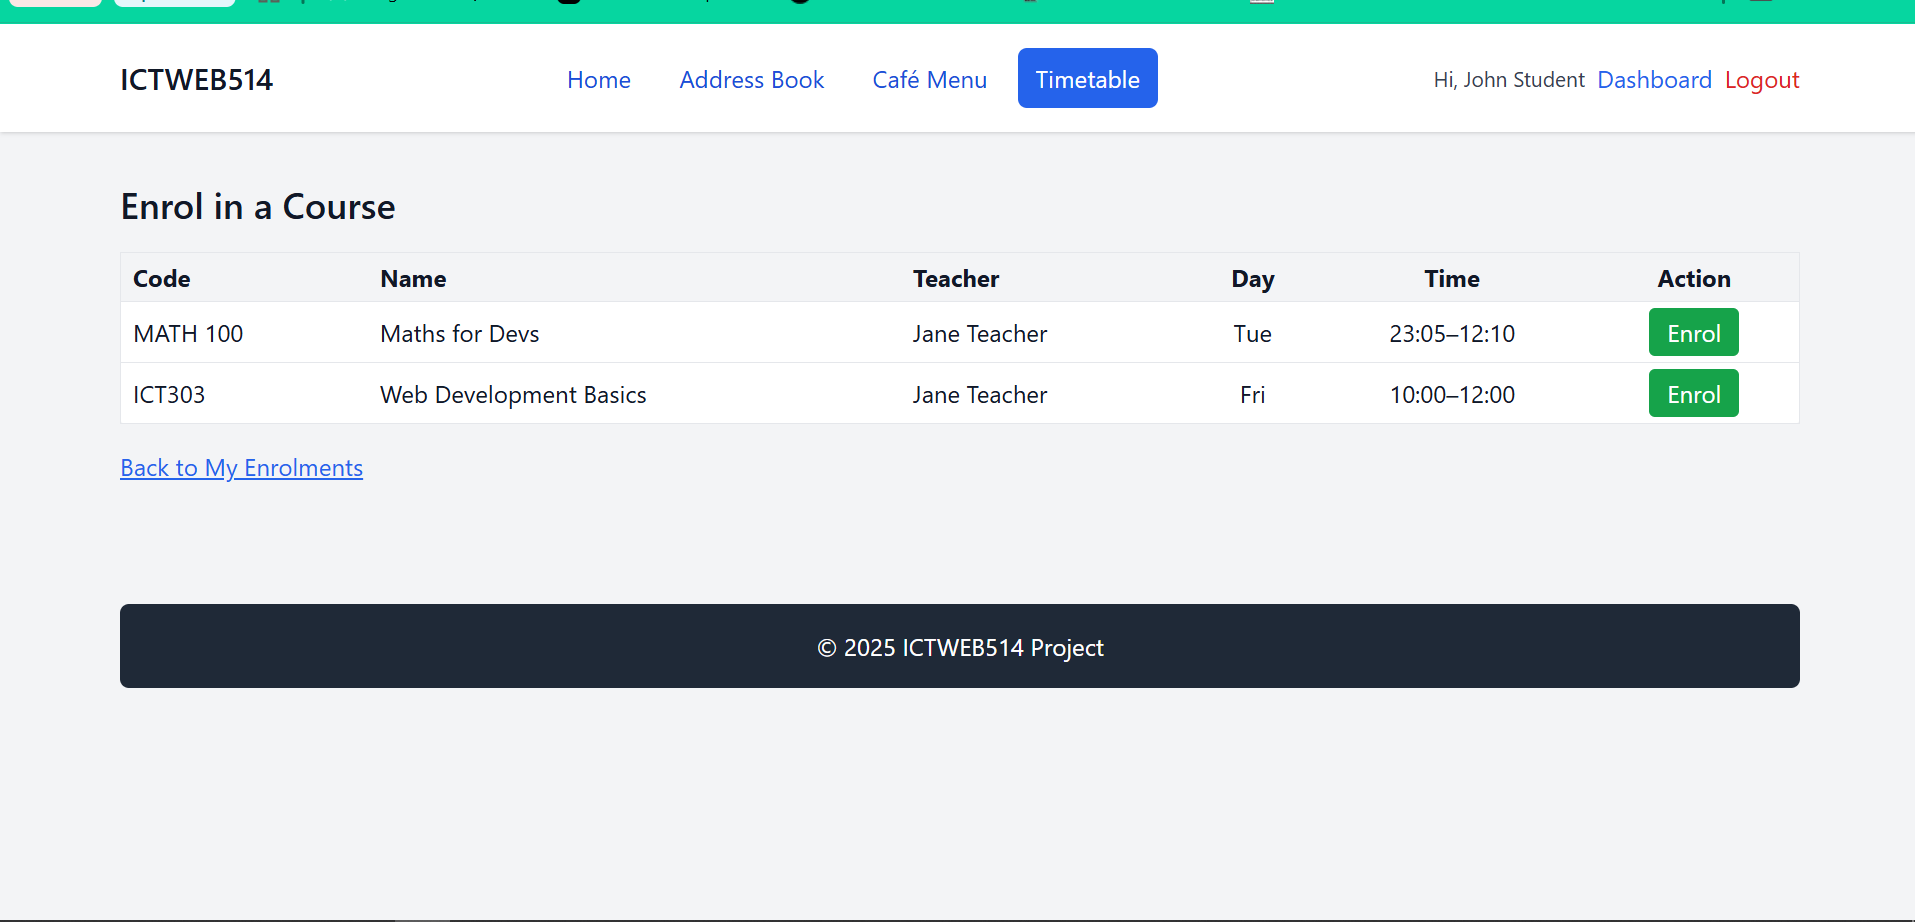 ICTWEB514 Home Address Book Café Menu Timetable Hi, John Student Dashboard Logout
Enrol in a Course
Code Name Teacher Day Time Action
MATH 100 Maths for Devs Jane Teacher Tue 23:05–12:10 Enrol
ICT303 Web Development Basics Jane Teacher Fri 10:00–12:00 Enrol
Back to My Enrolments
© 2025 ICTWEB514 Project